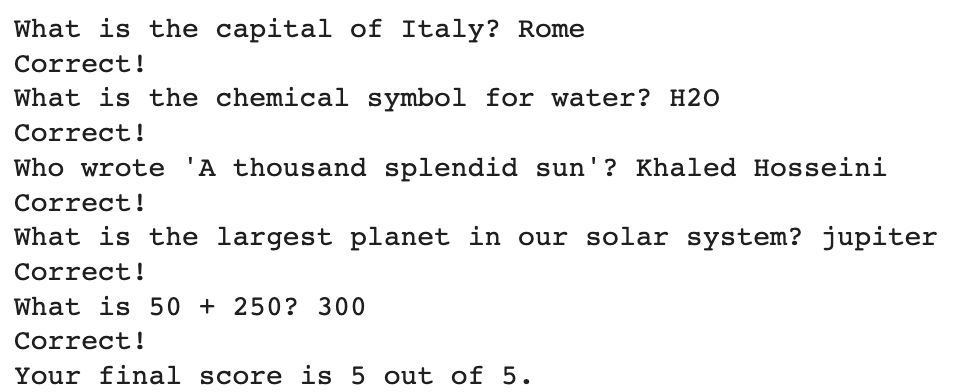 What is the capital of Italy? Rome
Correct!
What is the chemical symbol for water? H2O
Correct!
Who wrote 'A thousand splendid sun'? Khaled Hosseini
Correct!
What is the largest planet in our solar system? jupiter
Correct!
What is 50 + 250? 300
Correct!
Your final score is 5 out of 5.